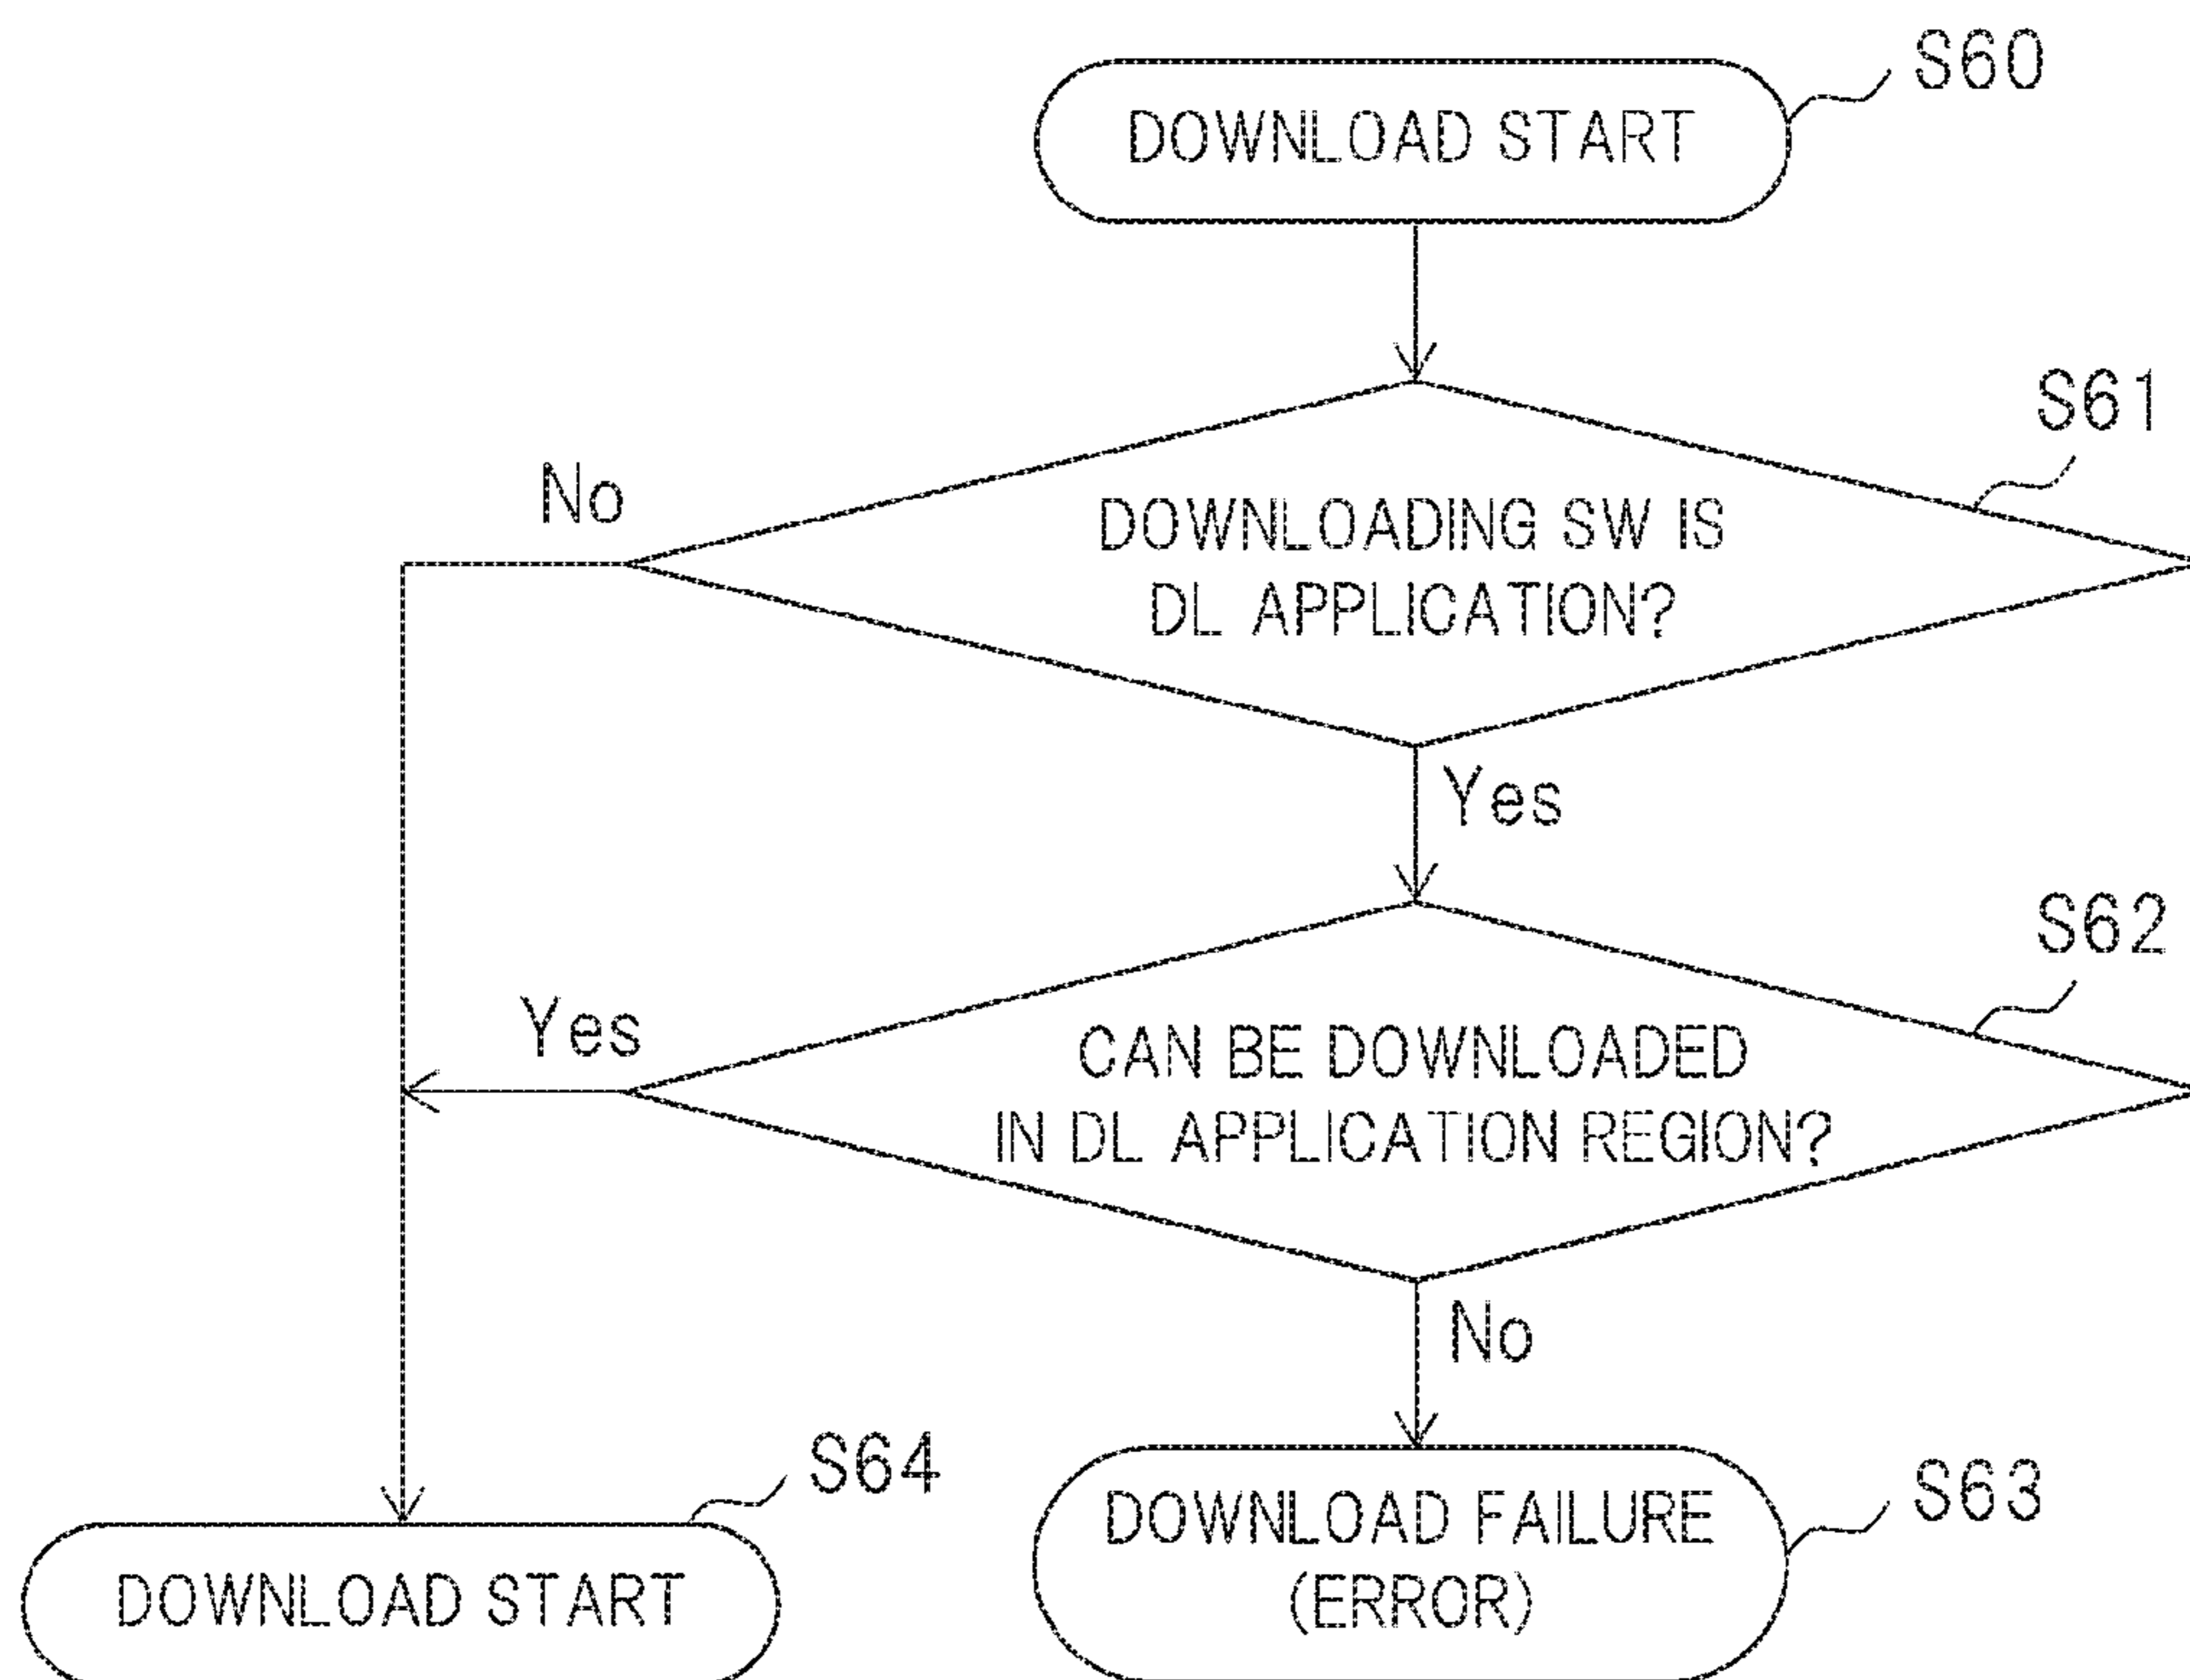 S60
DOWNLOAD START
S61
No
DOWNLOADING SW IS
DL APPLICATION?
Yes
S62
Yes
CAN BE DOWNLOADED
IN DL APPLICATION REGION?
No
S64
DOWNLOAD START
S63
DOWNLOAD FAILURE
(ERROR)